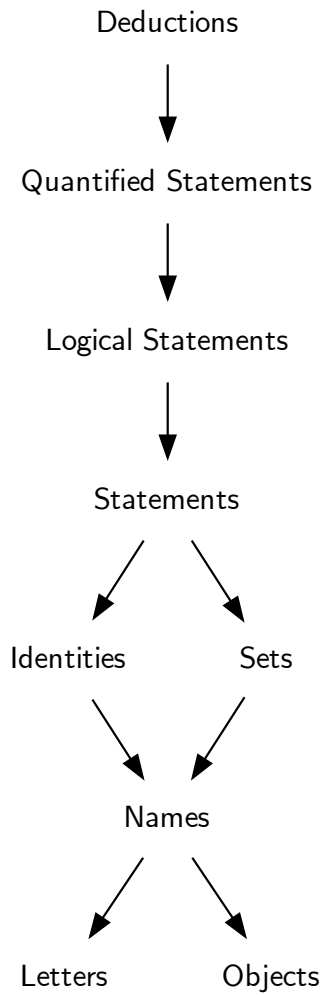 Deductions
Quantified Statements
Logical Statements
Statements
Identities
Sets
Names
Letters
Objects